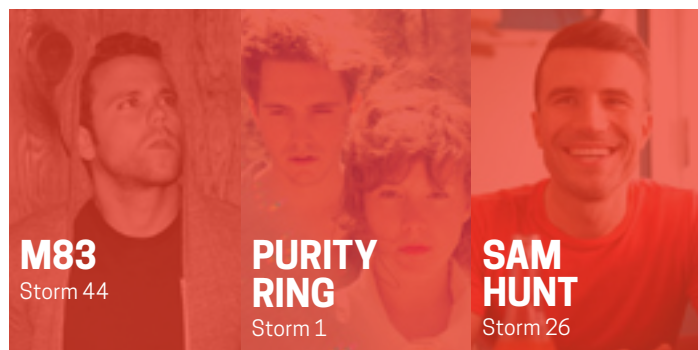 M83
Storm 44
PURITY
RING
Storm 1
SAM
HUNT
Storm 26